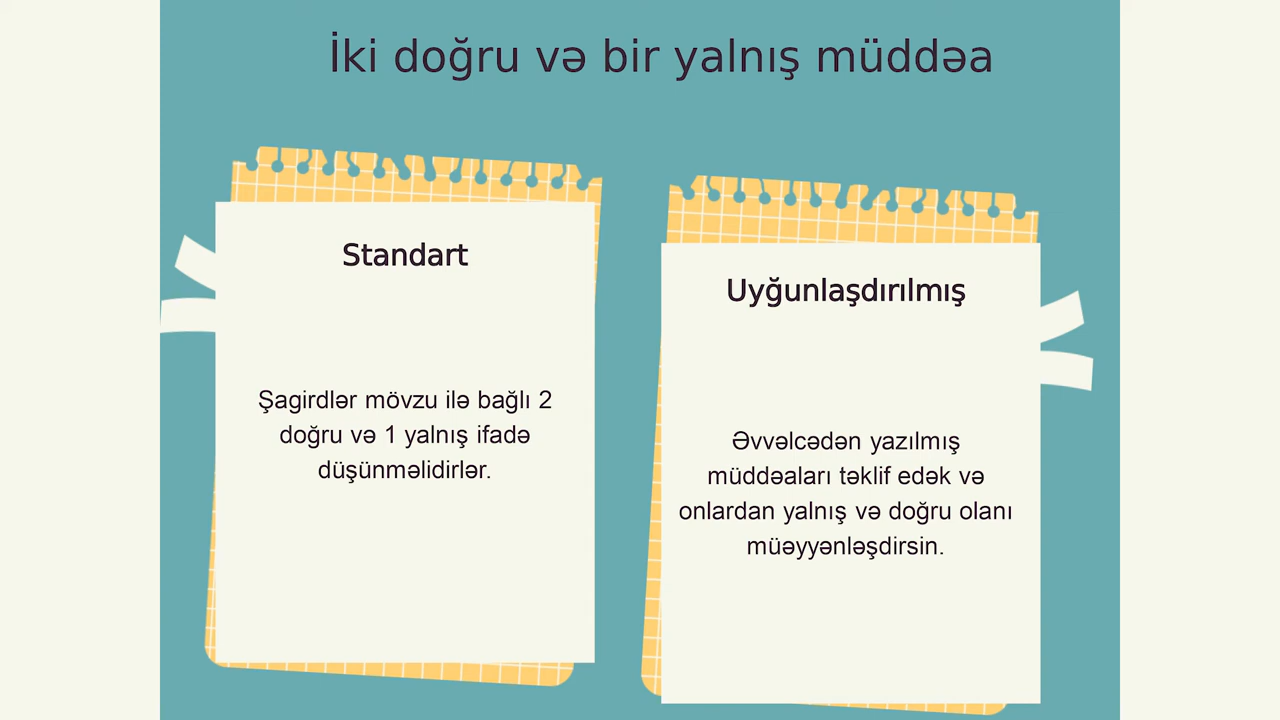 İki doğru və bir yalnış müddəa
Standart
Şagirdlər mövzu ilə bağlı 2
doğru və 1 yalnış ifadə
düşünməlidirlər.
Uyğunlaşdırılmış
Əvvəlcədən yazılmış
müddəaları təklif edək və
onlardan yalnış və doğru olanı
müəyyənləşdirsin.